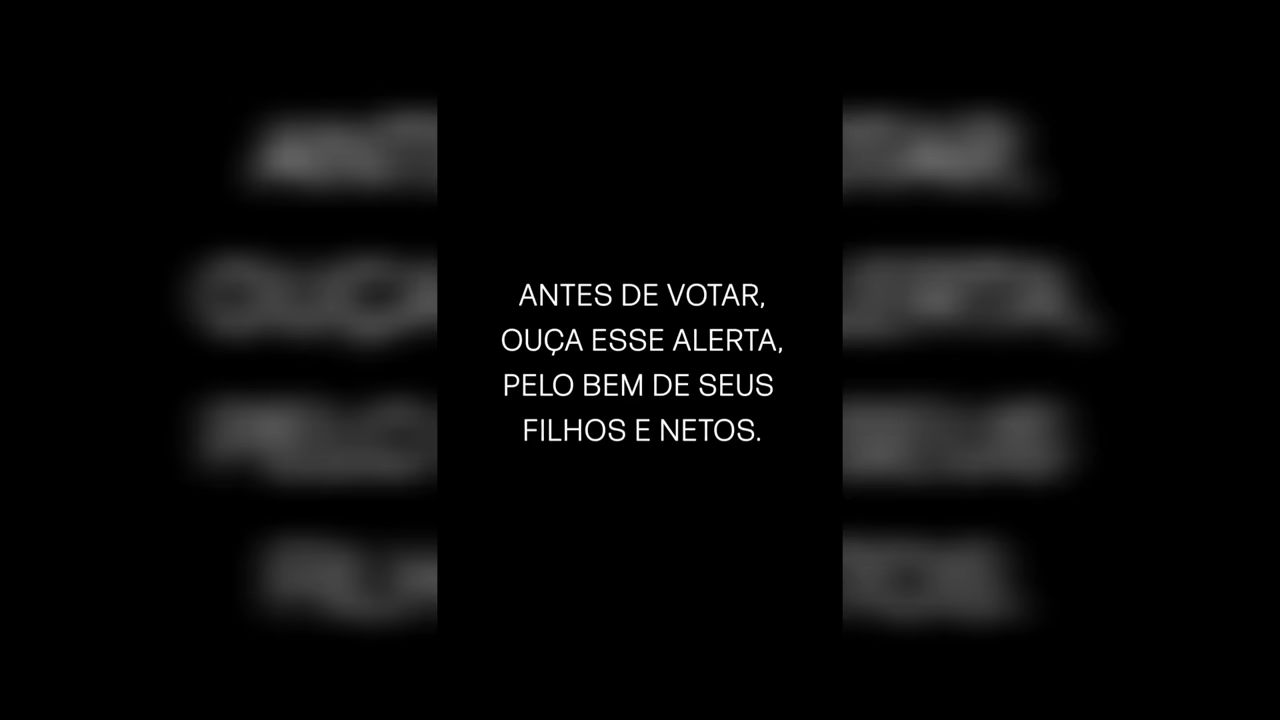 ANTES DE VOTAR,
OUÇA ESSE ALERTA,
PELO BEM DE SEUS
FILHOS E NETOS.